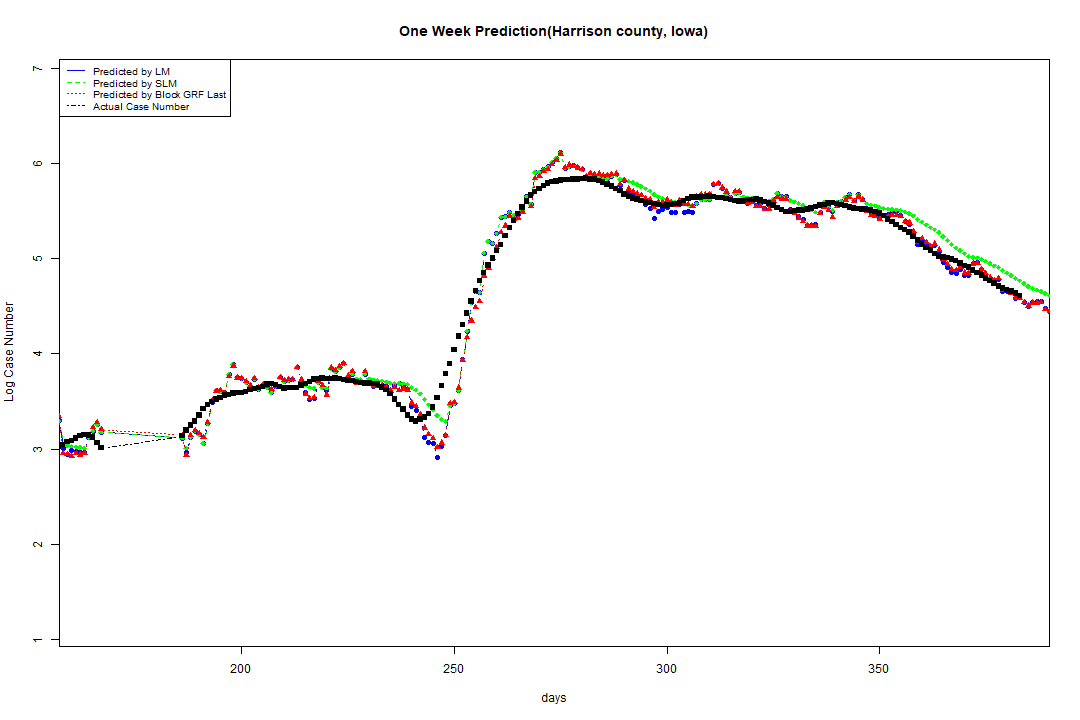 One Week Prediction(Harrison county, Iowa)
Predicted by LM
Predicted by SLM
Predicted by Block GRF Last
Actual Case Number
7
6
5
4
3
2
1
Log Case Number
200 250 300 350
days